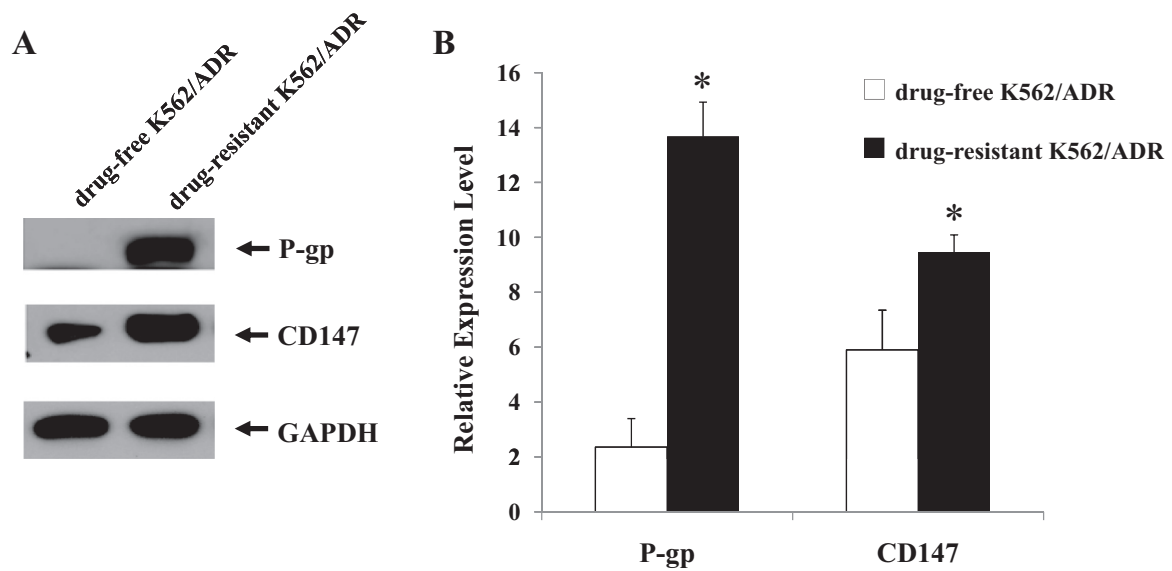 A
drug-free K562/ADR
drug-resistant K562/ADR
P-gp
CD147
GAPDH
B
Relative Expression Level
16
14
12
10
8
6
4
2
0
*
*
drug-free K562/ADR
drug-resistant K562/ADR
P-gp
CD147